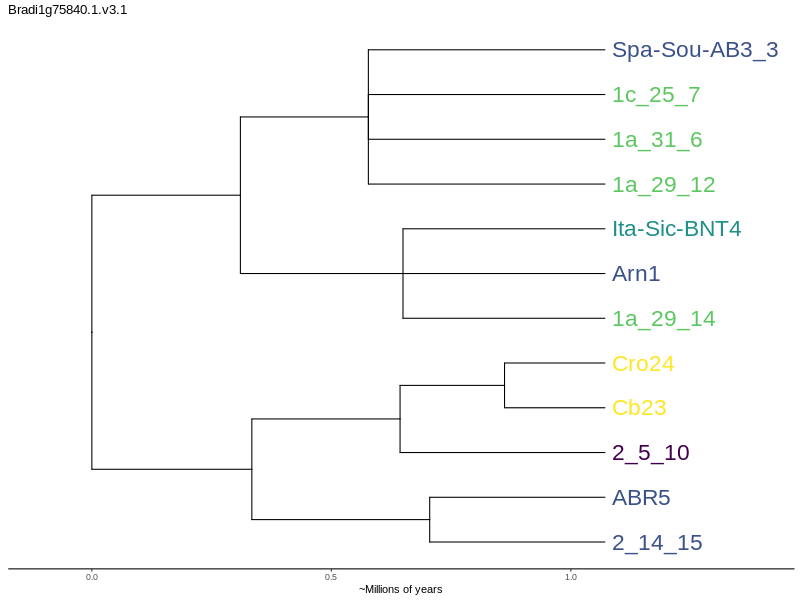 Bradi1g75840.1.v3.1
Spa-Sou-AB3_3
1c_25_7
1a_31_6
1a_29_12
Ita-Sic-BNT4
Arn1
1a_29_14
Cro24
Cb23
2_5_10
ABR5
2_14_15
0.0 0.5 1.0
~Millions of years